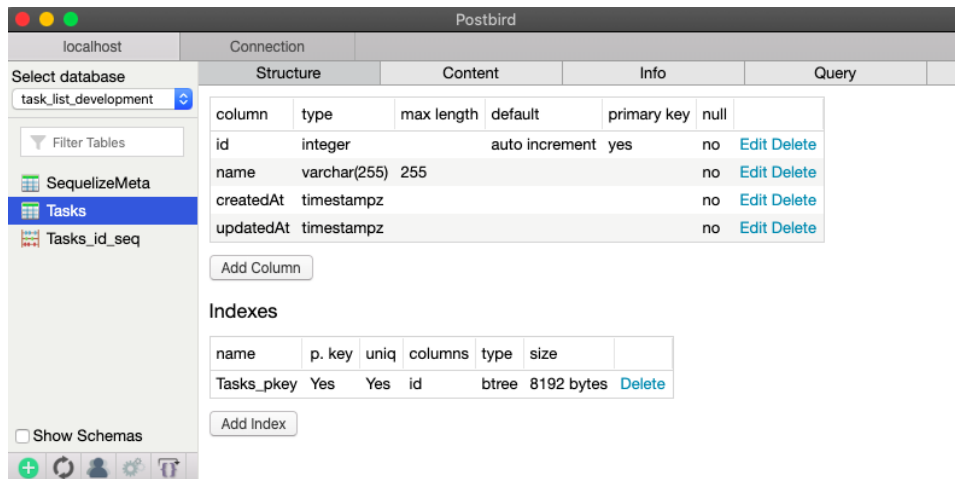 Postbird
localhost Connection
Select database
task_list_development
Filter Tables
SequelizeMeta
Tasks
Tasks_id_seq
Show Schemas
Structure Content Info Query
column type max length default primary key null
id integer auto increment yes no Edit Delete
name varchar(255) 255 no Edit Delete
createdAt timestampz no Edit Delete
updatedAt timestampz no Edit Delete
Add Column
Indexes
name p. key uniq columns type size
Tasks_pkey Yes Yes id btree 8192 bytes Delete
Add Index